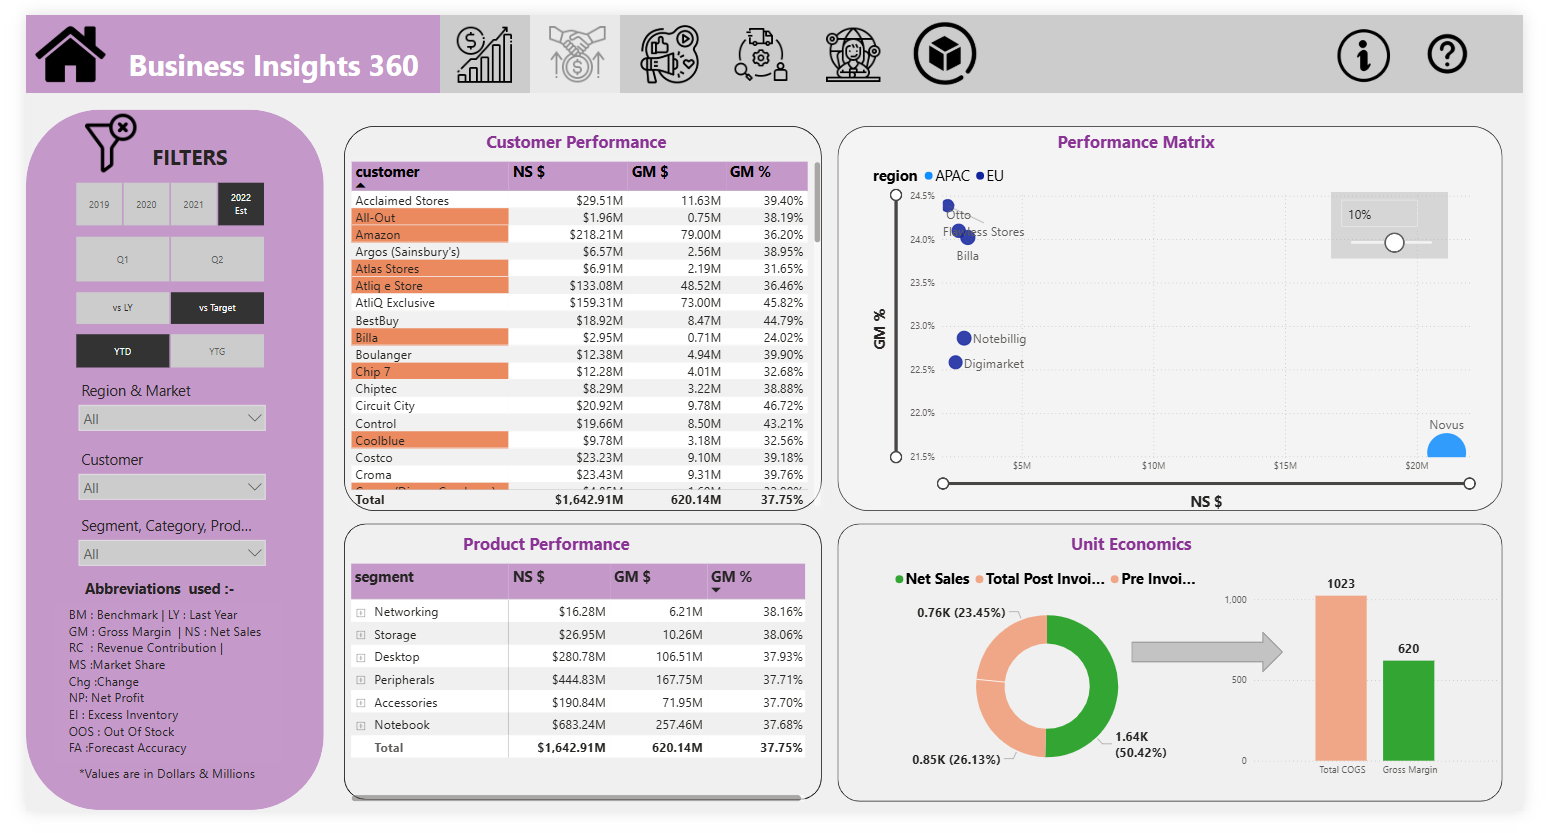 Business Insights 360
FILTERS
2019 2020 2021 2022 Est
Q1 Q2
vs LY vs Target
YTD YTG
Region & Market
All
Customer
All
Segment, Category, Prod...
All
Abbreviations used :-
BM : Benchmark | LY : Last Year
GM : Gross Margin | NS : Net Sales
RC : Revenue Contribution |
MS :Market Share
Chg :Change
NP: Net Profit
EI : Excess Inventory
OOS : Out Of Stock
FA :Forecast Accuracy
*Values are in Dollars & Millions
Customer Performance
customer NS $ GM $ GM %
Acclaimed Stores $29.51M 11.63M 39.40%
All-Out $1.96M 0.75M 38.19%
Amazon $218.21M 79.00M 36.20%
Argos (Sainsbury's) $6.57M 2.56M 38.95%
Atlas Stores $6.91M 2.19M 31.65%
Atliq e Store $133.08M 48.52M 36.46%
AtliQ Exclusive $159.31M 73.00M 45.82%
BestBuy $18.92M 8.47M 44.79%
Billa $2.95M 0.71M 24.02%
Boulanger $12.38M 4.94M 39.90%
Chip 7 $12.28M 4.01M 32.68%
Chiptec $8.29M 3.22M 38.88%
Circuit City $20.92M 9.78M 46.72%
Control $19.66M 8.50M 43.21%
Coolblue $9.78M 3.18M 32.56%
Costco $23.23M 9.10M 39.18%
Croma $23.43M 9.31M 39.76%
Total $1,642.91M 620.14M 37.75%
Performance Matrix
region APAC EU
24.5%
24.0%
23.0%
22.5%
22.0%
21.5%
GM %
Otto
Flawless Stores
Billa
Notebillig
Digimarket
Novus
10%
$5M $10M $15M $20M
NS $
Product Performance
segment NS $ GM $ GM %
Networking $16.28M 6.21M 38.16%
Storage $26.95M 10.26M 38.06%
Desktop $280.78M 106.51M 37.93%
Peripherals $444.83M 167.75M 37.71%
Accessories $190.84M 71.95M 37.70%
Notebook $683.24M 257.46M 37.68%
Total $1,642.91M 620.14M 37.75%
Unit Economics
Net Sales Total Post Invoi... Pre Invoi...
0.76K (23.45%)
0.85K (26.13%)
1.64K
(50.42%)
1,000
500
0
1023
620
Total COGS Gross Margin